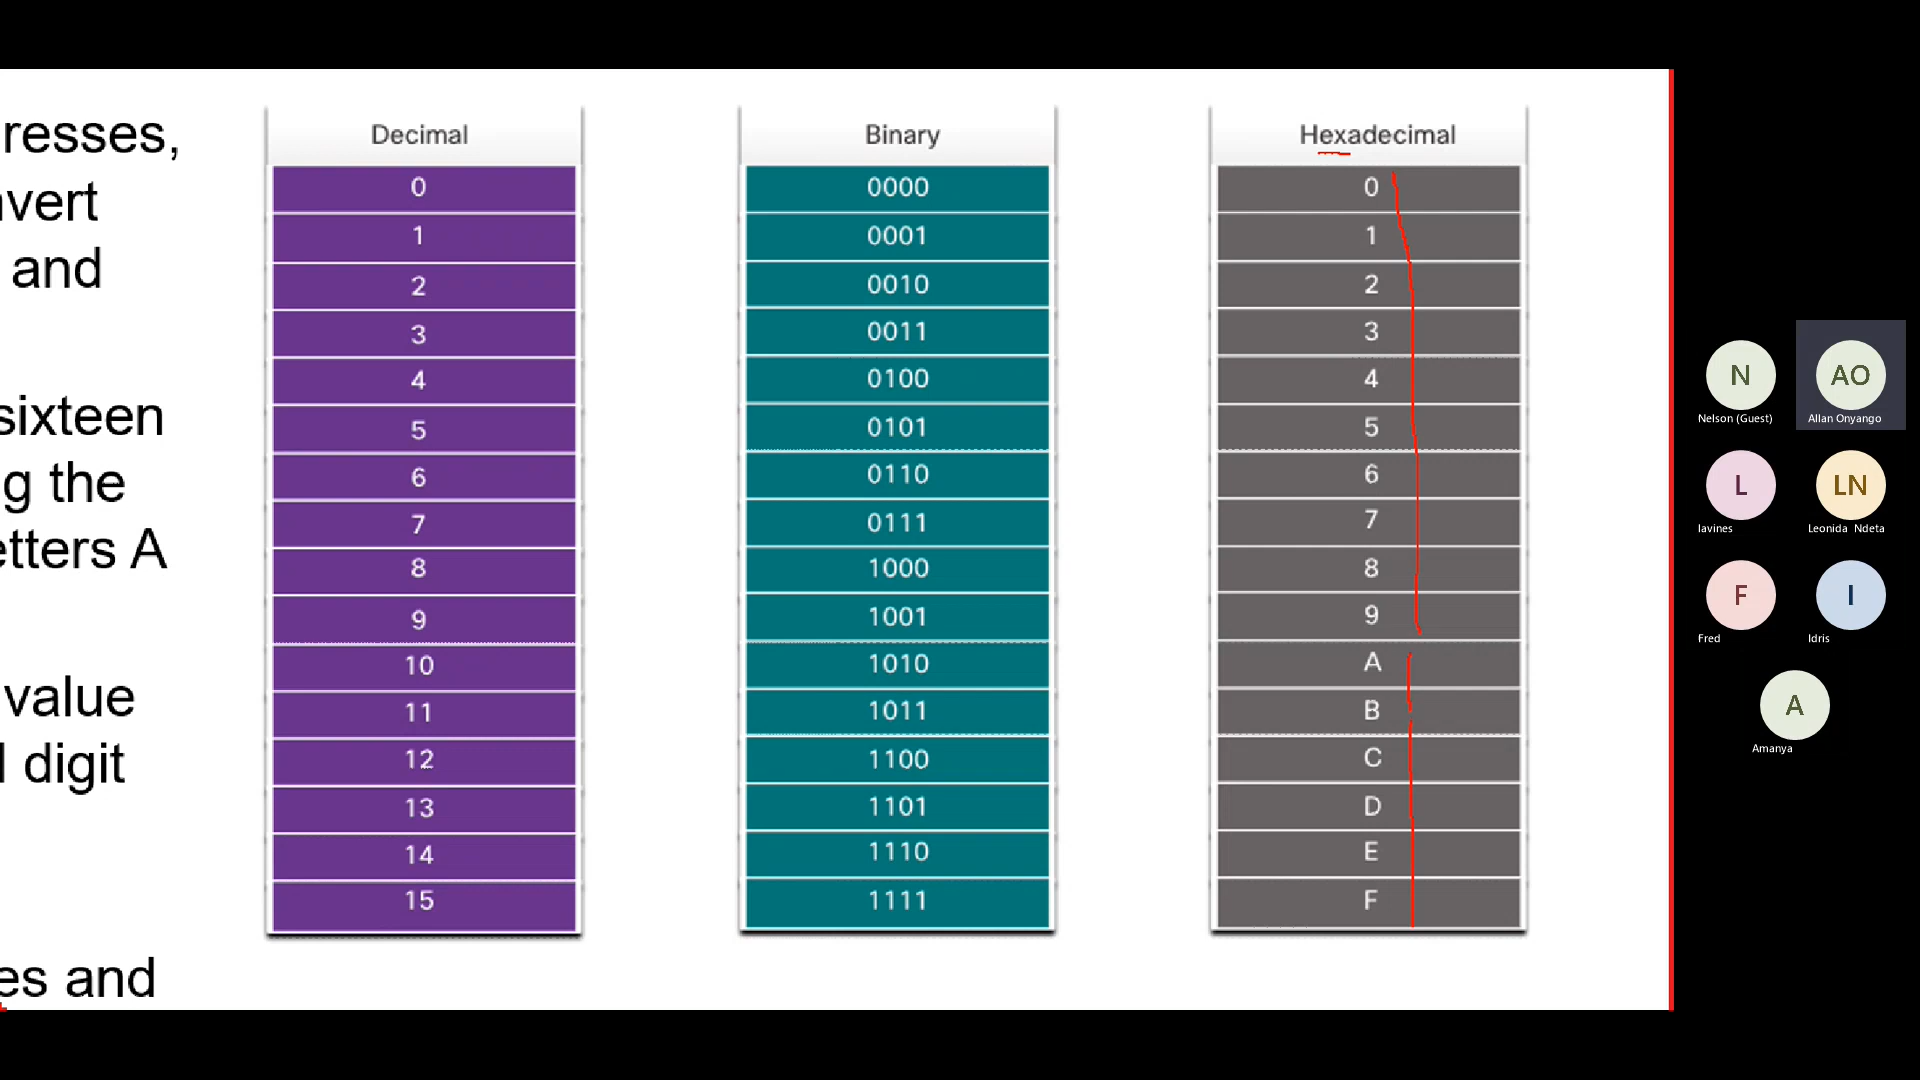 resses,
nvert
and
sixteen
g the
etters A
value
l digit
es and
Decimal Binary Hexadecimal
0 0000 0
1 0001 1
2 0010 2
3 0011 3
4 0100 4
5 0101 5
6 0110 6
7 0111 7
8 1000 8
9 1001 9
10 1010 A
11 1011 B
12 1100 C
13 1101 D
14 1110 E
15 1111 F
N AO
Nelson (Guest) Allan Onyango
L LN
lavines Leonida Ndeta
F I
Fred Idris
A
Amanya